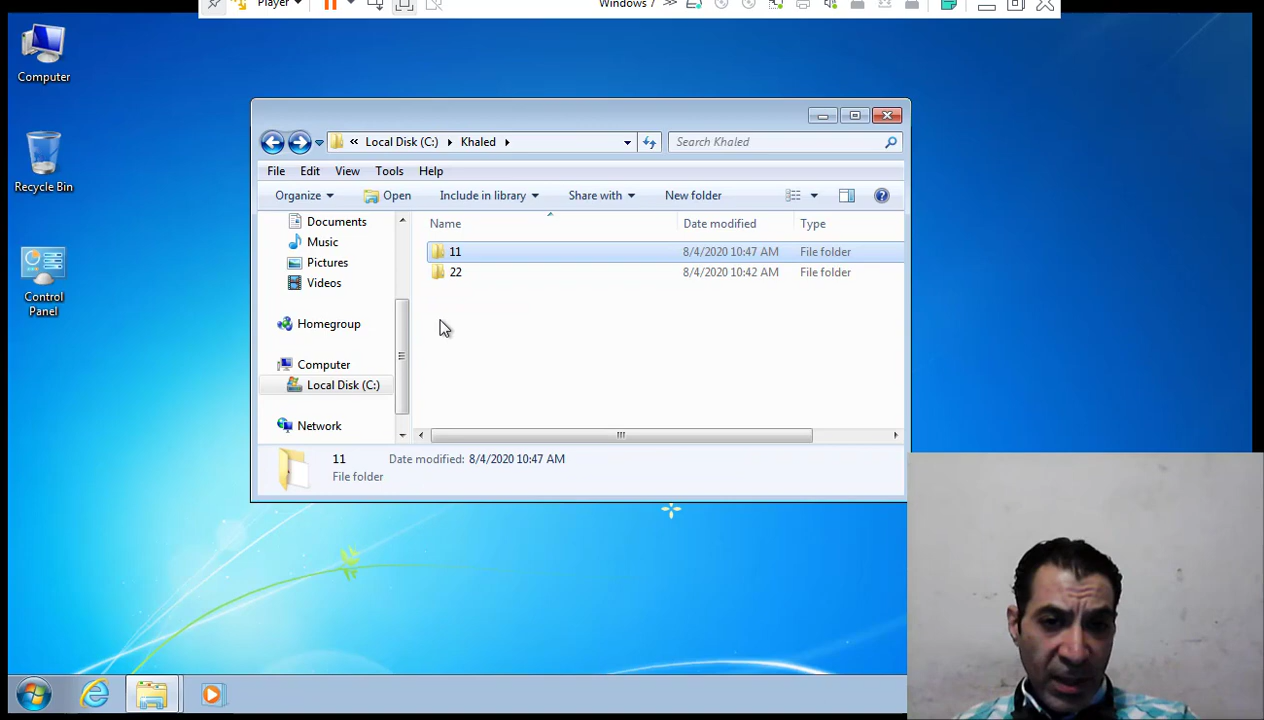 Player
Windows 7
Computer
Recycle Bin
Control
Panel
« Local Disk (C:) Khaled
Search Khaled
File Edit View Tools Help
Organize Open Include in library Share with New folder
Name Date modified Type
11 8/4/2020 10:47 AM File folder
22 8/4/2020 10:42 AM File folder
Documents
Music
Pictures
Videos
Homegroup
Computer
Local Disk (C:)
Network
11 Date modified: 8/4/2020 10:47 AM
File folder